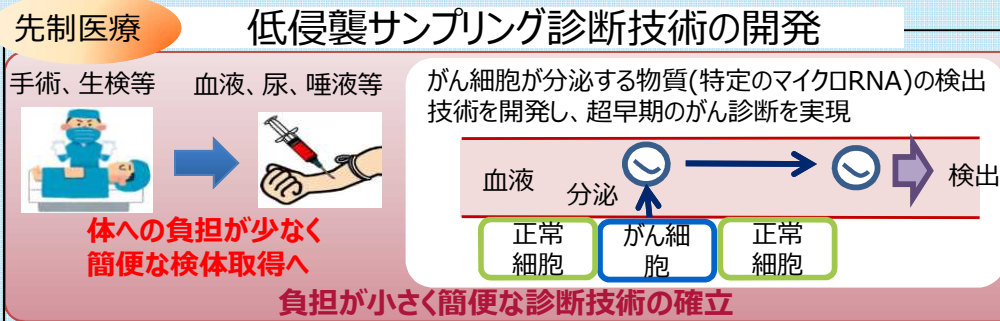 先制医療
低侵襲サンプリング診断技術の開発
手術、生検等
血液、尿、唾液等
体への負担が少なく
簡便な検体取得へ
がん細胞が分泌する物質(特定のマイクロRNA)の検出
技術を開発し、超早期のがん診断を実現
血液
分泌
検出
正常
細胞
がん細
胞
正常
細胞
負担が小さく簡便な診断技術の確立